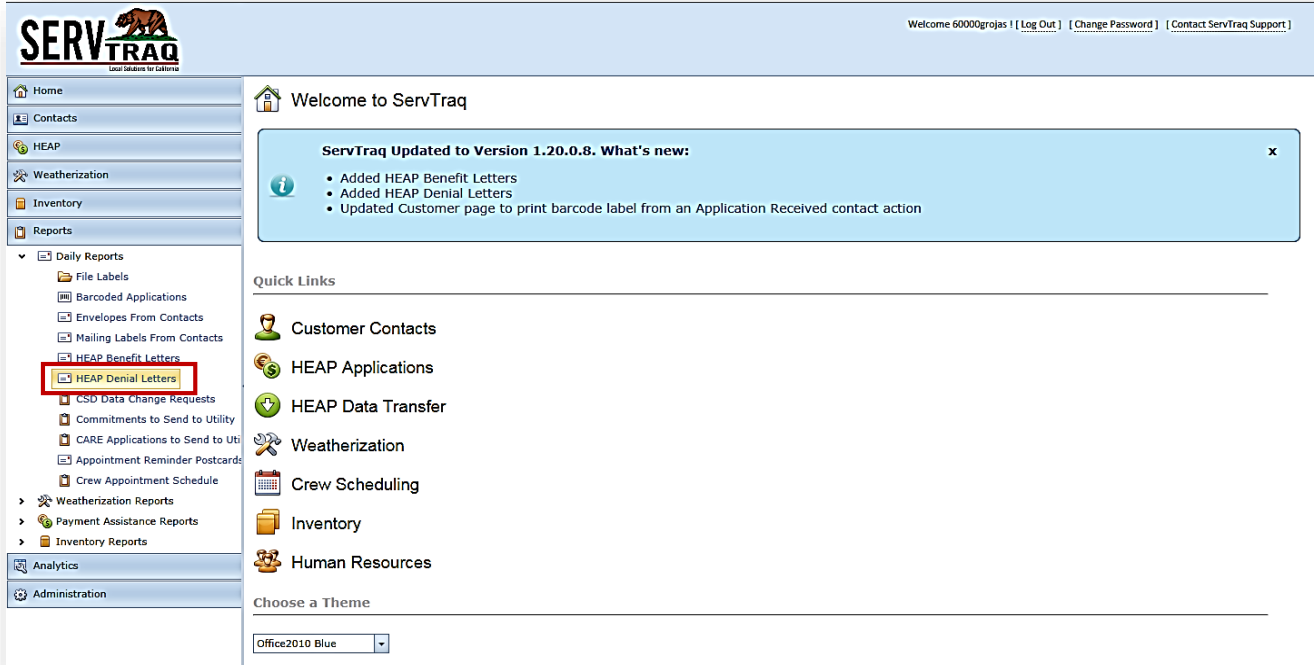 SERVTRAQ
Local Solutions for California
Welcome 60000grojas ! [ Log Out ] [ Change Password ] [ Contact ServTraq Support ]
Home
Contacts
HEAP
Weatherization
Inventory
Reports
Daily Reports
File Labels
Barcoded Applications
Envelopes From Contacts
Mailing Labels From Contacts
HEAP Benefit Letters
HEAP Denial Letters
CSD Data Change Requests
Commitments to Send to Utility
CARE Applications to Send to Uti
Appointment Reminder Postcards
Crew Appointment Schedule
Weatherization Reports
Payment Assistance Reports
Inventory Reports
Analytics
Administration
Welcome to ServTraq
ServTraq Updated to Version 1.20.0.8. What's new:
x
• Added HEAP Benefit Letters
• Added HEAP Denial Letters
• Updated Customer page to print barcode label from an Application Received contact action
Quick Links
Customer Contacts
HEAP Applications
HEAP Data Transfer
Weatherization
Crew Scheduling
Inventory
Human Resources
Choose a Theme
Office2010 Blue